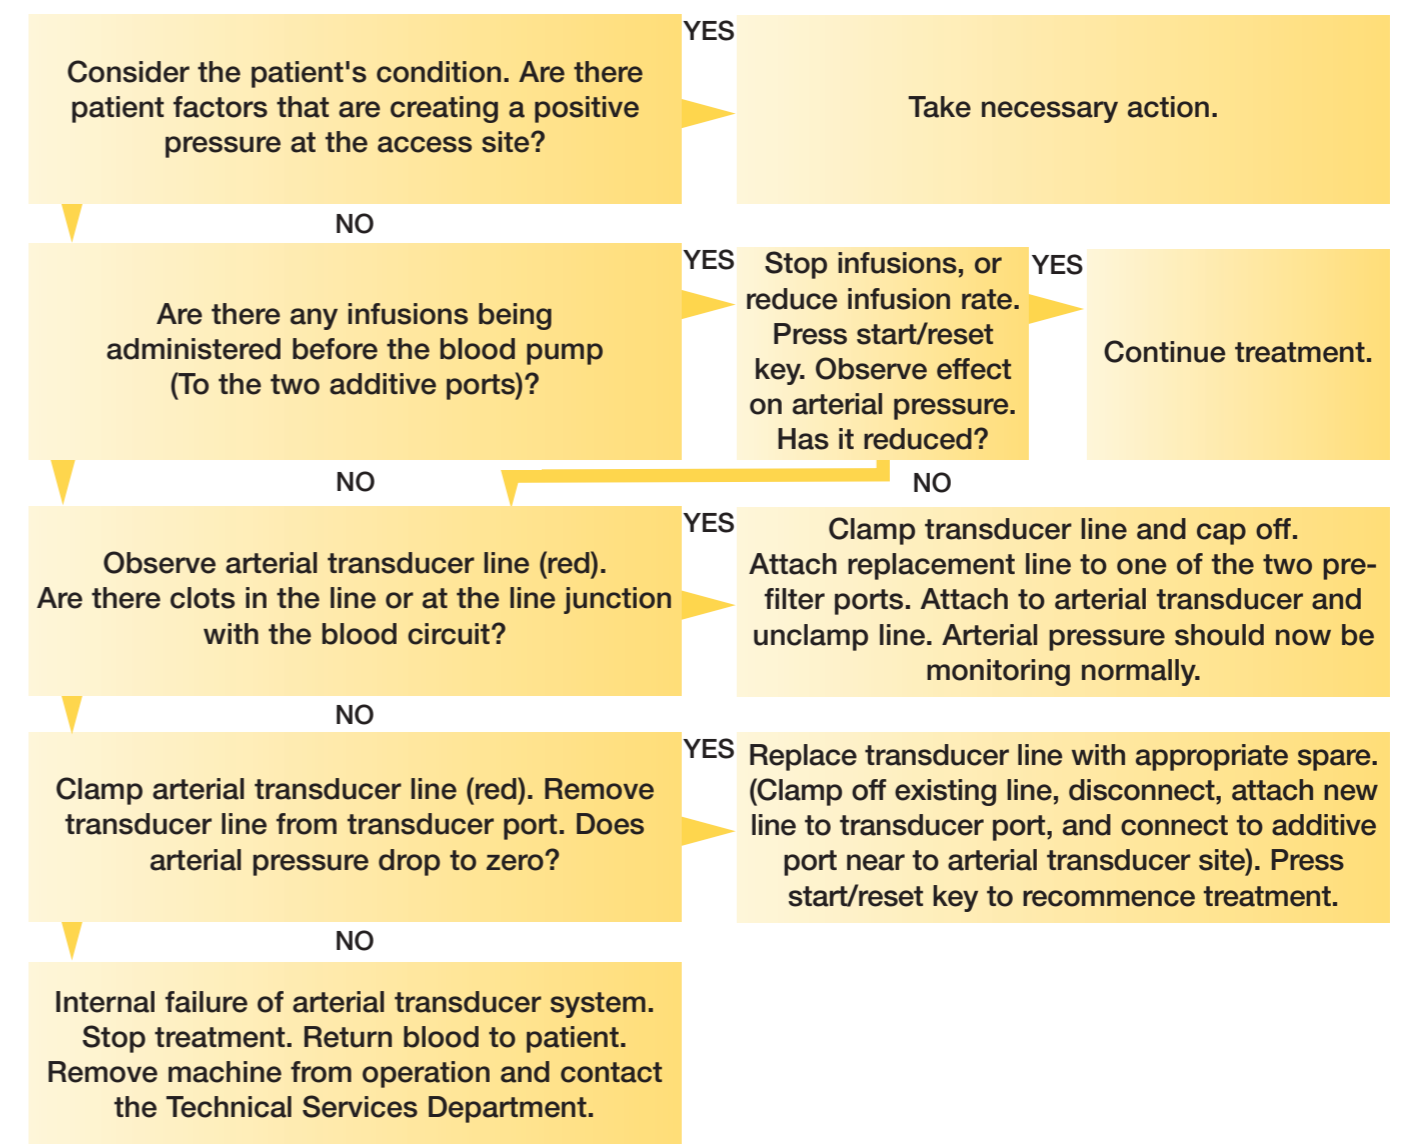 Consider the patient's condition. Are there
patient factors that are creating a positive
pressure at the access site?
YES
Take necessary action.
NO
Are there any infusions being
administered before the blood pump
(To the two additive ports)?
YES
Stop infusions, or
reduce infusion rate.
Press start/reset
key. Observe effect
on arterial pressure.
Has it reduced?
YES
Continue treatment.
NO
NO
Observe arterial transducer line (red).
Are there clots in the line or at the line junction
with the blood circuit?
YES
Clamp transducer line and cap off.
Attach replacement line to one of the two pre-
filter ports. Attach to arterial transducer and
unclamp line. Arterial pressure should now be
monitoring normally.
NO
Clamp arterial transducer line (red). Remove
transducer line from transducer port. Does
arterial pressure drop to zero?
YES
Replace transducer line with appropriate spare.
(Clamp off existing line, disconnect, attach new
line to transducer port, and connect to additive
port near to arterial transducer site). Press
start/reset key to recommence treatment.
NO
Internal failure of arterial transducer system.
Stop treatment. Return blood to patient.
Remove machine from operation and contact
the Technical Services Department.